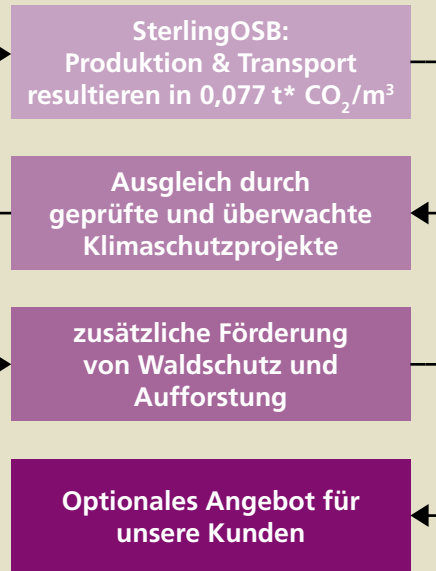 SterlingOSB:
Produktion & Transport
resultieren in 0,077 t* CO₂/m³
Ausgleich durch
geprüfte und überwachte
Klimaschutzprojekte
zusätzliche Förderung
von Waldschutz und
Aufforstung
Optionales Angebot für
unsere Kunden